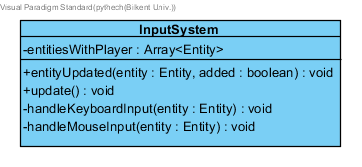 Visual Paradigm Standard(pythech(Bilkent Univ.))
InputSystem
-entitiesWithPlayer : Array<Entity>
+entityUpdated(entity : Entity, added : boolean) : void
+update() : void
-handleKeyboardInput(entity : Entity) : void
-handleMouseInput(entity : Entity) : void